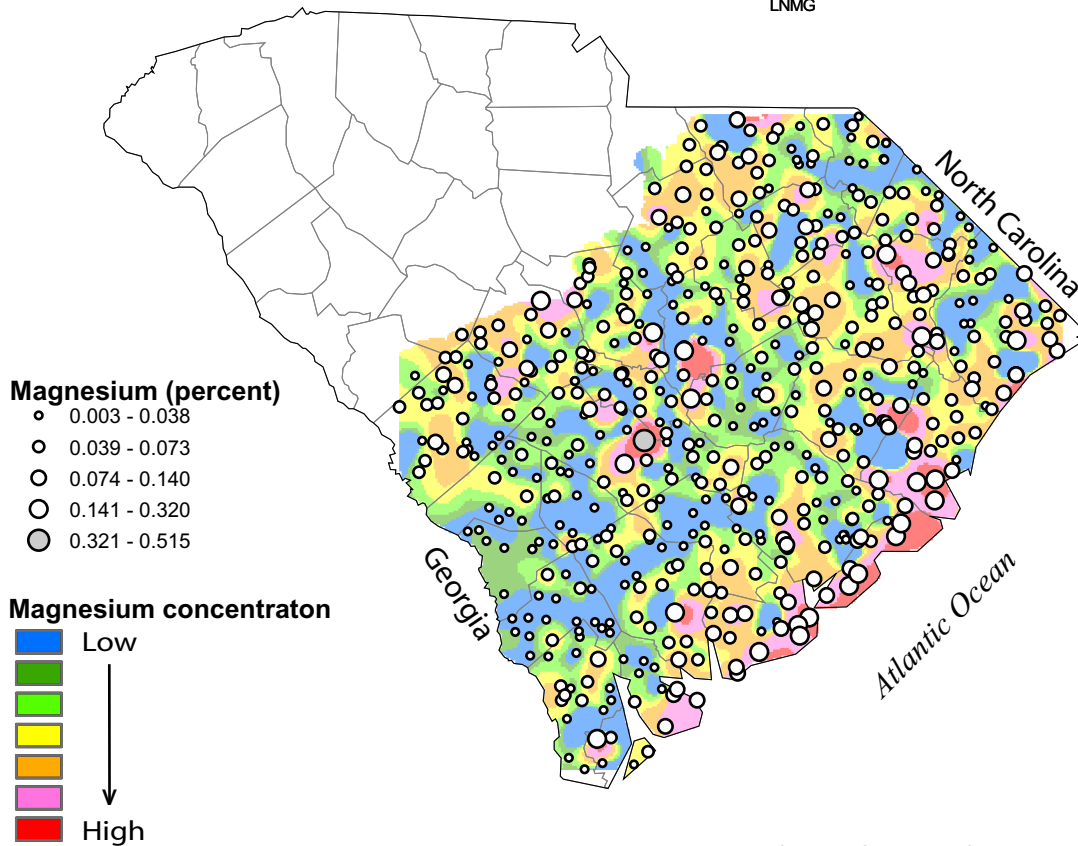 LNMG
North Carolina
Magnesium (percent)
0.003 - 0.038
0.039 - 0.073
0.074 - 0.140
0.141 - 0.320
0.321 - 0.515
Georgia
Atlantic Ocean
Magnesium concentraton
Low
High